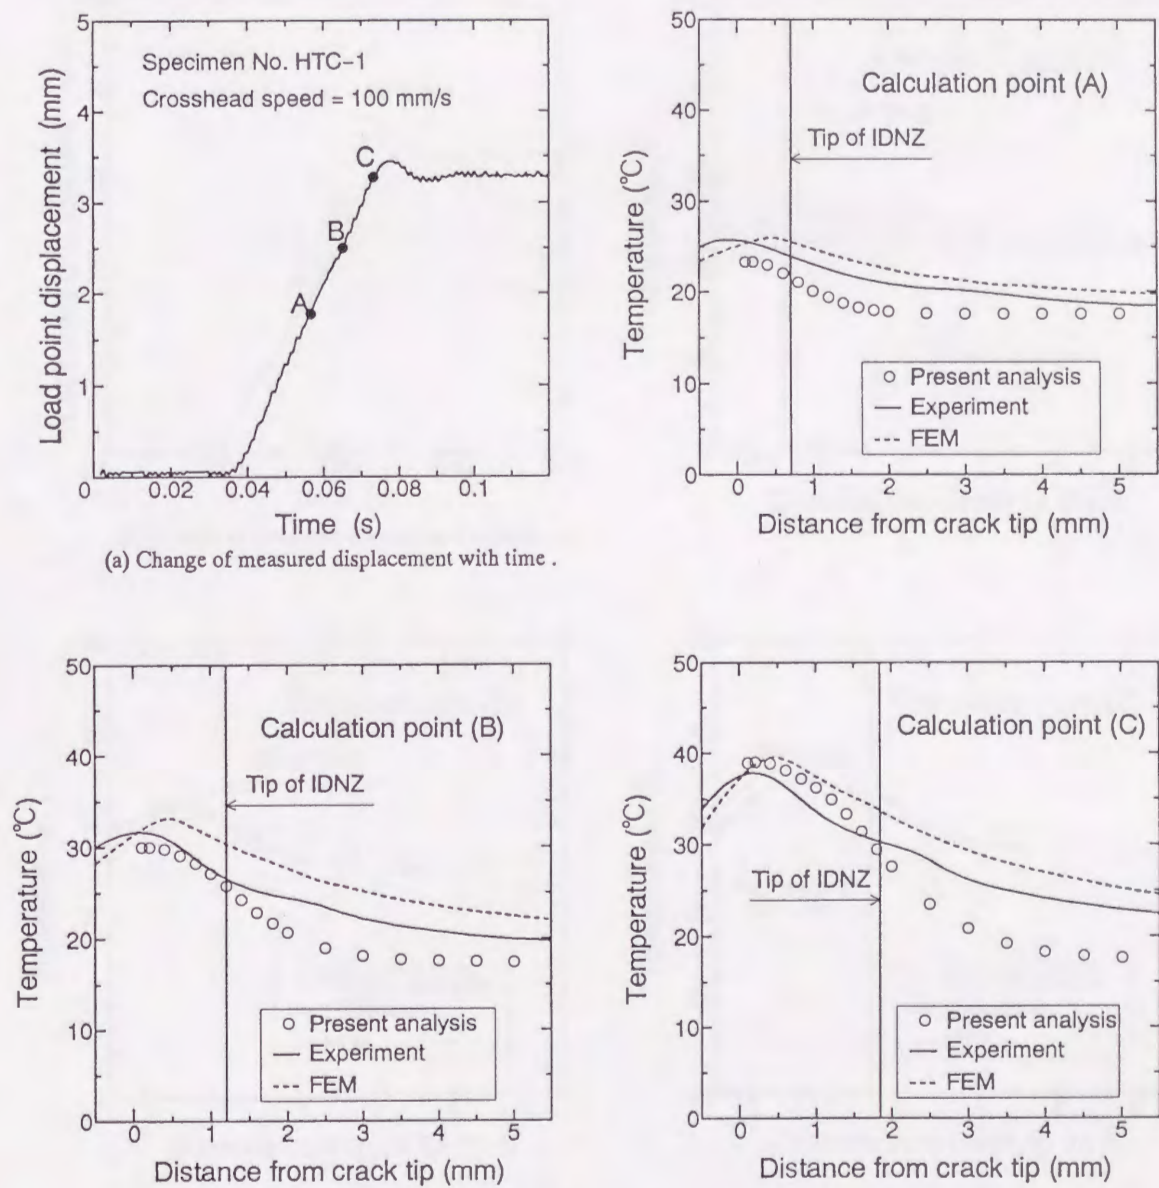 Specimen No. HTC-1
Crosshead speed = 100 mm/s
A
B
C
Load point displacement (mm)
5
4
3
2
1
0 0.02 0.04 0.06 0.08 0.1
Time (s)
(a) Change of measured displacement with time .
Calculation point (A)
Tip of IDNZ
Present analysis
Experiment
FEM
Temperature (°C)
50
40
30
20
10
0
0 1 2 3 4 5
Distance from crack tip (mm)
Calculation point (B)
Tip of IDNZ
Present analysis
Experiment
FEM
Temperature (°C)
50
40
30
20
10
0
0 1 2 3 4 5
Distance from crack tip (mm)
Calculation point (C)
Tip of IDNZ
Present analysis
Experiment
FEM
Temperature (°C)
50
40
30
20
10
0
0 1 2 3 4 5
Distance from crack tip (mm)